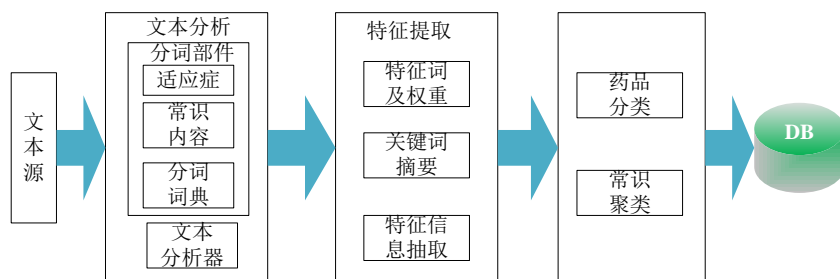 文
本
源
文本分析
分词部件
适应症
常识
内容
分词
词典
文本
分析器
特征提取
特征词
及权重
关键词
摘要
特征信
息抽取
药品
分类
常识
聚类
DB